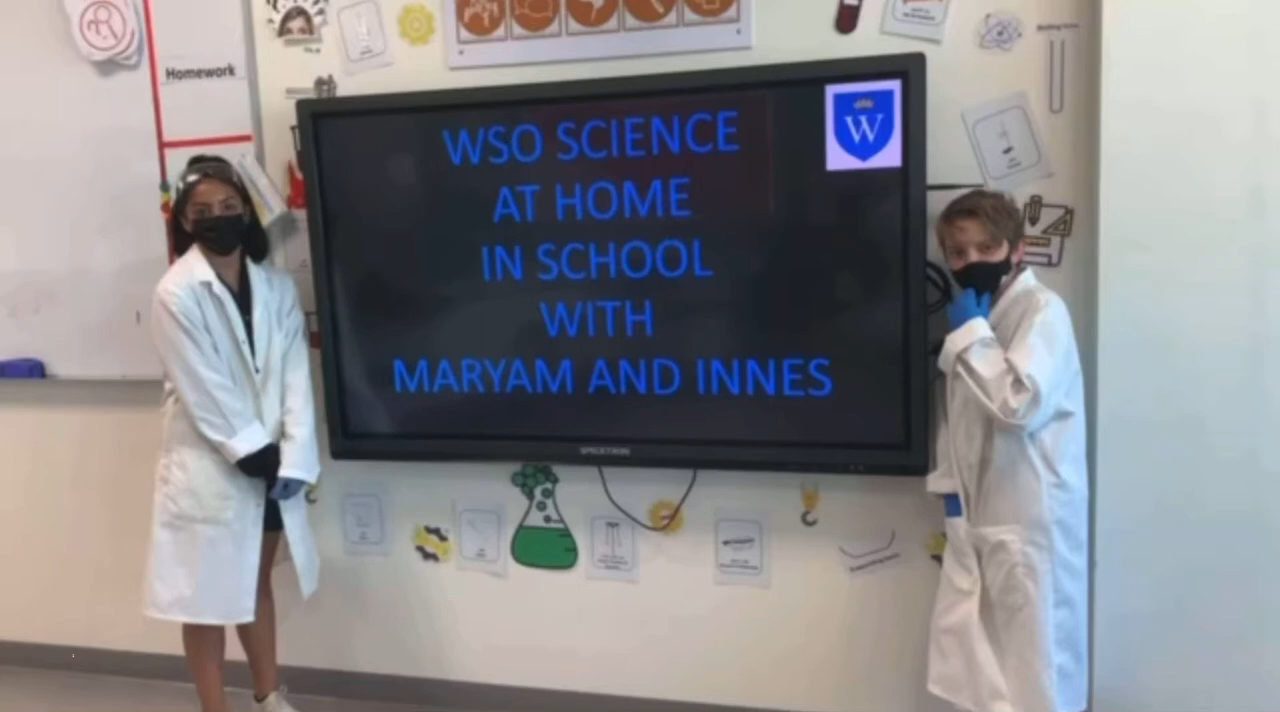 Homework
WSO SCIENCE
AT HOME
IN SCHOOL
WITH
MARYAM AND INNES
W